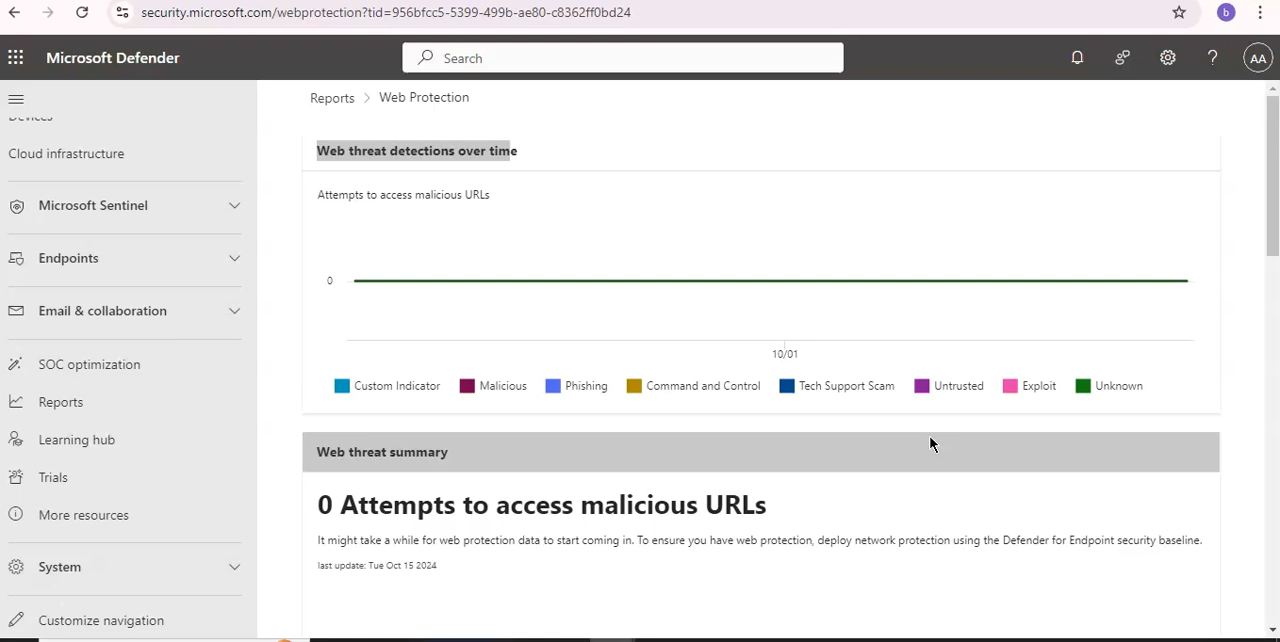 security.microsoft.com/webprotection?tid=956bfcc5-5399-499b-ae80-c8362ff0bd24
b
Microsoft Defender
Search
AA
Devices
Cloud infrastructure
Microsoft Sentinel
Endpoints
Email & collaboration
SOC optimization
Reports
Learning hub
Trials
More resources
System
Customize navigation
Reports > Web Protection
Web threat detections over time
Attempts to access malicious URLs
0
10/01
Custom Indicator Malicious Phishing Command and Control Tech Support Scam Untrusted Exploit Unknown
Web threat summary
0 Attempts to access malicious URLs
It might take a while for web protection data to start coming in. To ensure you have web protection, deploy network protection using the Defender for Endpoint security baseline.
last update: Tue Oct 15 2024